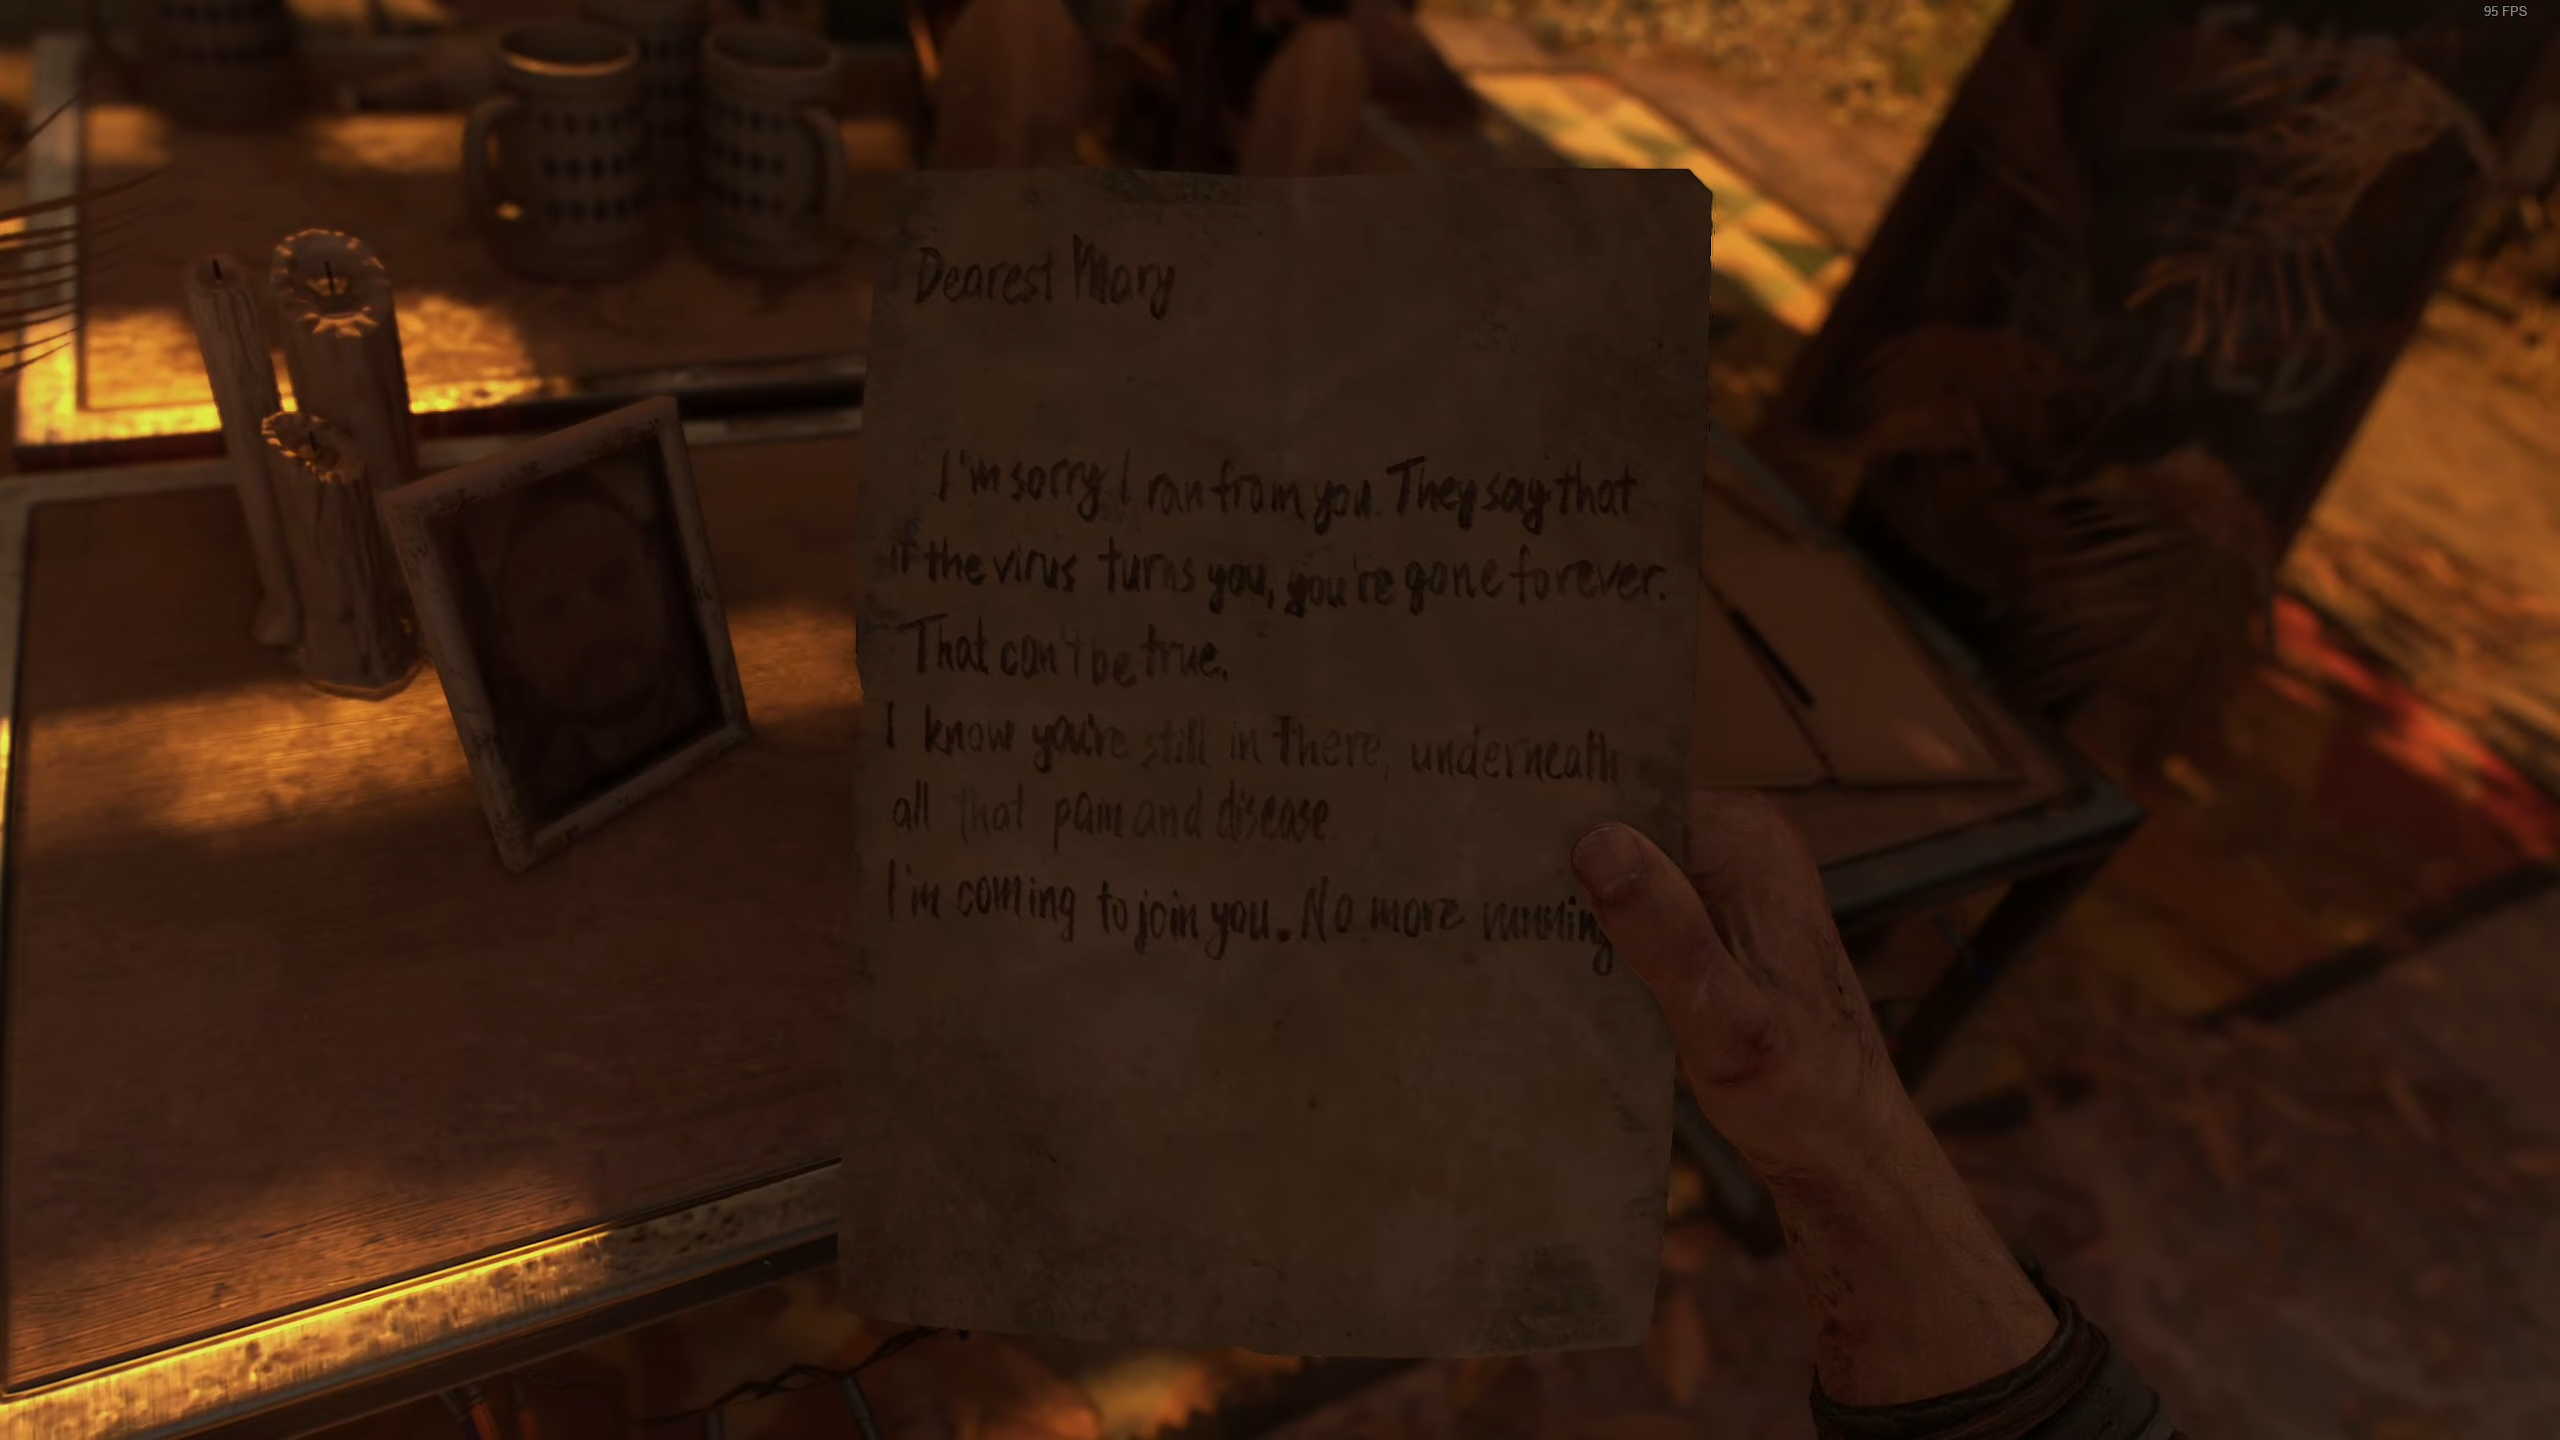 95 FPS
Dearest Mary
I'm sorry I ran from you. They say that
if the virus turns you, you're gone forever.
That can't be true.
I know you're still in there, underneath
all that pain and disease.
I'm coming to join you. No more running